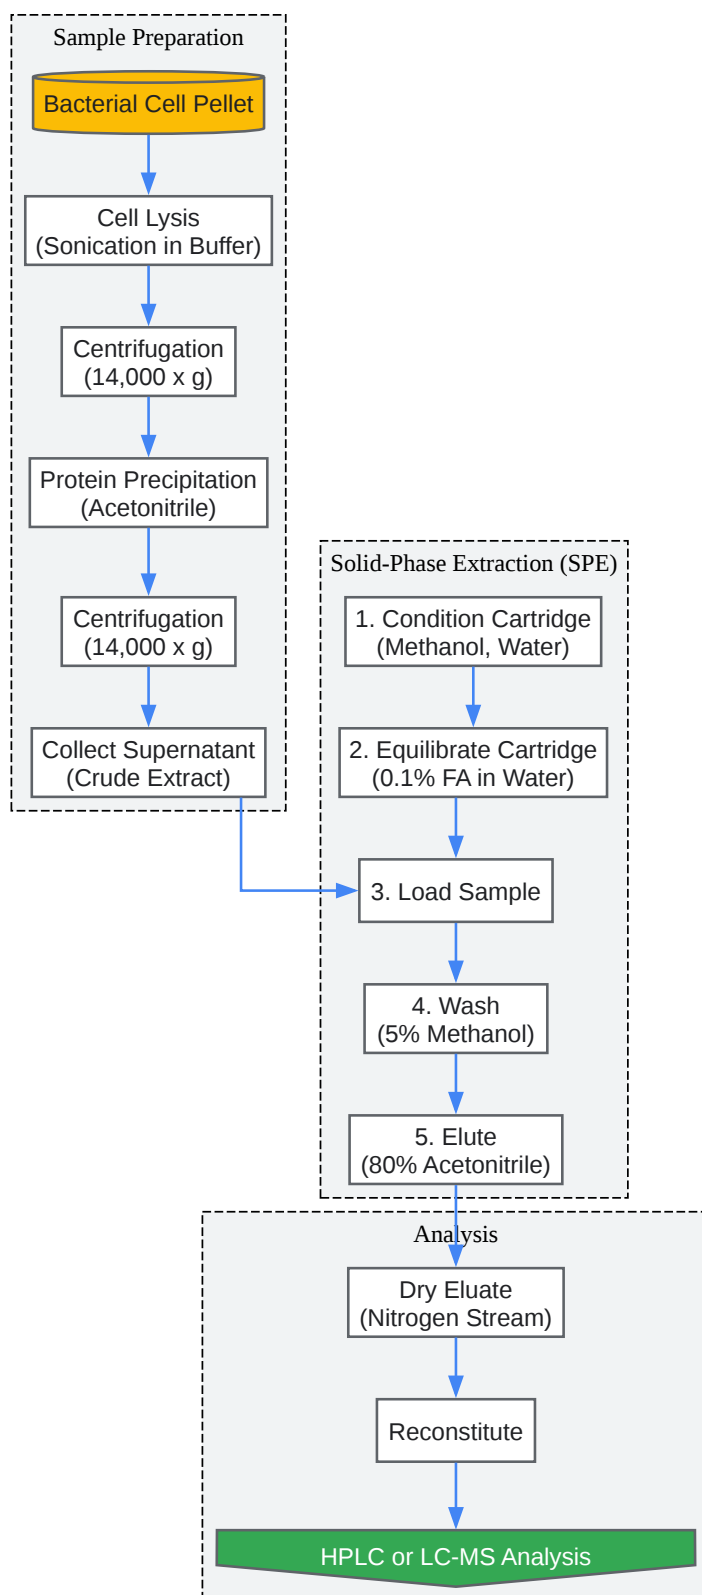 Sample Preparation
Bacterial Cell Pellet
Cell Lysis
(Sonication in Buffer)
Centrifugation
(14,000 x g)
Protein Precipitation
(Acetonitrile)
Centrifugation
(14,000 x g)
Collect Supernatant
(Crude Extract)
Solid-Phase Extraction (SPE)
1. Condition Cartridge
(Methanol, Water)
2. Equilibrate Cartridge
(0.1% FA in Water)
3. Load Sample
4. Wash
(5% Methanol)
5. Elute
(80% Acetonitrile)
Analysis
Dry Eluate
(Nitrogen Stream)
Reconstitute
HPLC or LC-MS Analysis